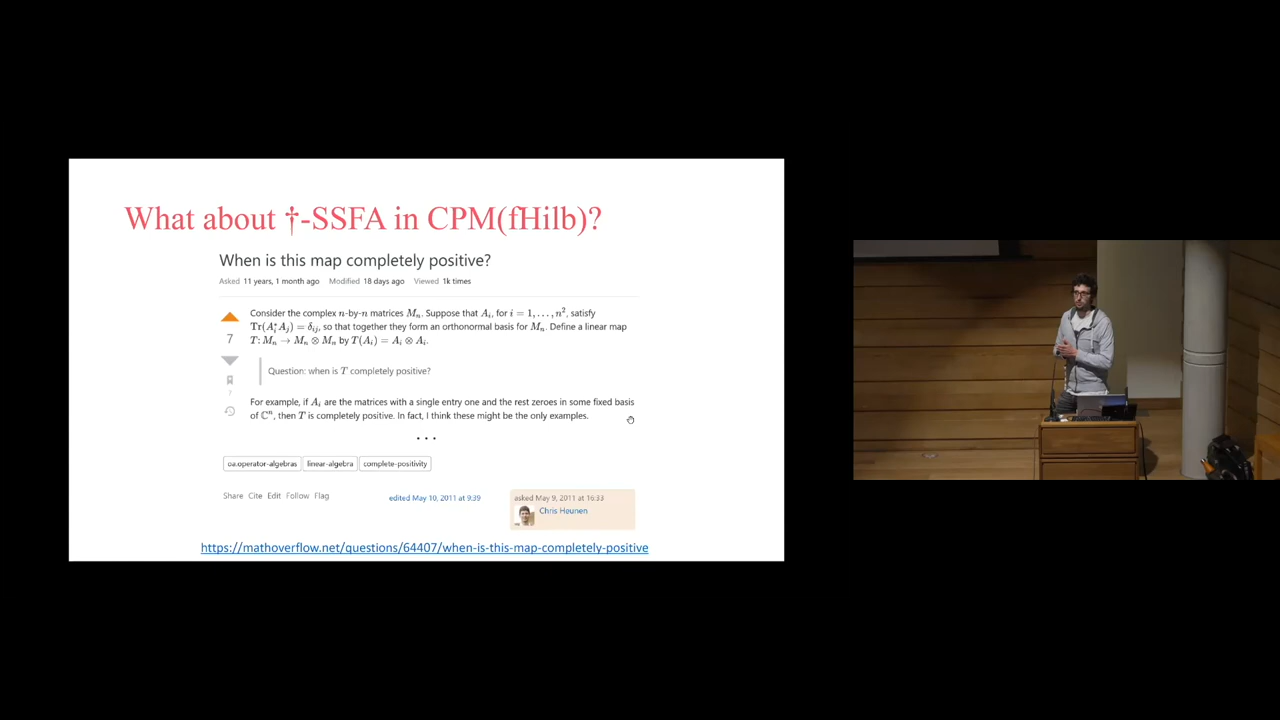 What about †-SSFA in CPM(fHilb)?
When is this map completely positive?
Asked 11 years, 1 month ago Modified 18 days ago Viewed 1k times
Consider the complex n-by-n matrices Mₙ. Suppose that Aᵢ, for i = 1, . . . , n², satisfy
Tr(Aᵢ*Aⱼ) = δᵢⱼ, so that together they form an orthonormal basis for Mₙ. Define a linear map
T: Mₙ → Mₙ ⊗ Mₙ by T(Aᵢ) = Aᵢ ⊗ Aᵢ.
7
Question: when is T completely positive?
For example, if Aᵢ are the matrices with a single entry one and the rest zeroes in some fixed basis
of ℂⁿ, then T is completely positive. In fact, I think these might be the only examples.
...
oa.operator-algebras linear-algebra complete-positivity
Share Cite Edit Follow Flag
edited May 10, 2011 at 9:39
asked May 9, 2011 at 16:33
Chris Heunen
https://mathoverflow.net/questions/64407/when-is-this-map-completely-positive